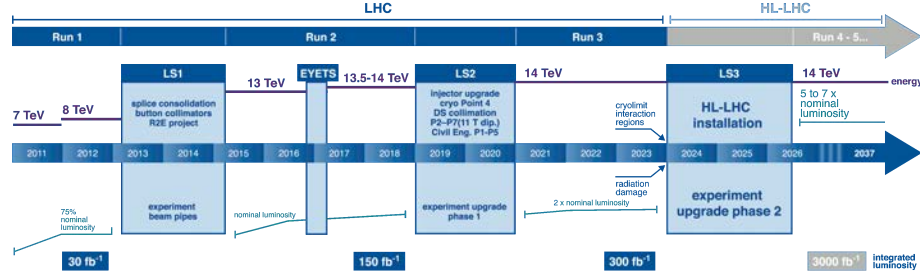 LHC
HL-LHC
Run 1
Run 2
Run 3
Run 4 - 5...
LS1
EYETS
LS2
LS3
13 TeV
13.5-14 TeV
14 TeV
14 TeV
energy
7 TeV
8 TeV
splice consolidation
button collimators
R2E project
injector upgrade
cryo Point 4
DS collimation
P2-P7(11 T dip.)
Civil Eng. P1-P5
cryolimit
interaction
regions
HL-LHC
installation
5 to 7 x
nominal
luminosity
2011
2012
2013
2014
2015
2016
2017
2018
2019
2020
2021
2022
2023
2024
2025
2026
2037
75%
nominal
luminosity
experiment
beam pipes
nominal luminosity
experiment upgrade
phase 1
2 x nominal luminosity
radiation
damage
experiment
upgrade phase 2
30 fb⁻¹
150 fb⁻¹
300 fb⁻¹
3000 fb⁻¹
integrated
luminosity